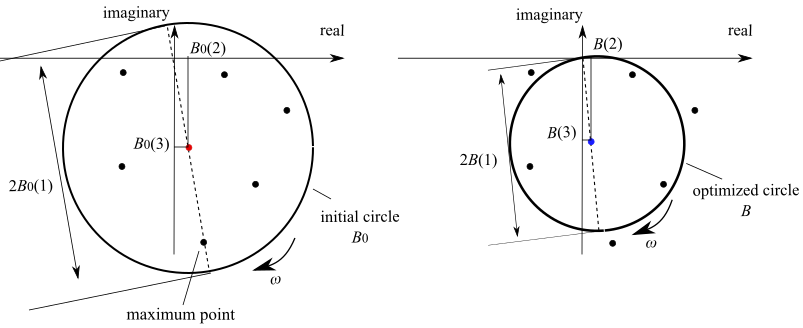 imaginary
real
B0(2)
B0(3)
2B0(1)
initial circle
B0
ω
maximum point
imaginary
real
B(2)
B(3)
2B(1)
optimized circle
B
ω